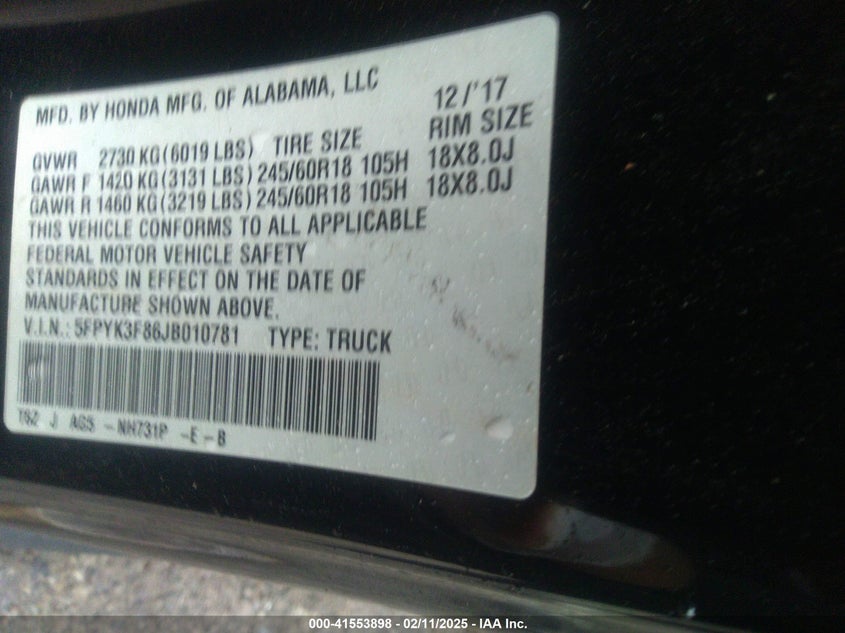 MFD. BY HONDA MFG. OF ALABAMA, LLC 12/'17
GVWR 2730 KG(6019 LBS) TIRE SIZE RIM SIZE
GAWR F 1420 KG(3131 LBS) 245/60R18 105H 18X8.0J
GAWR R 1460 KG(3219 LBS) 245/60R18 105H 18X8.0J
THIS VEHICLE CONFORMS TO ALL APPLICABLE
FEDERAL MOTOR VEHICLE SAFETY
STANDARDS IN EFFECT ON THE DATE OF
MANUFACTURE SHOWN ABOVE.
V.I.N.: 5FPYK3F86JB010781 TYPE: TRUCK
T6Z J AG5 -NH731P -E-B
000-41553898 - 02/11/2025 - IAA Inc.